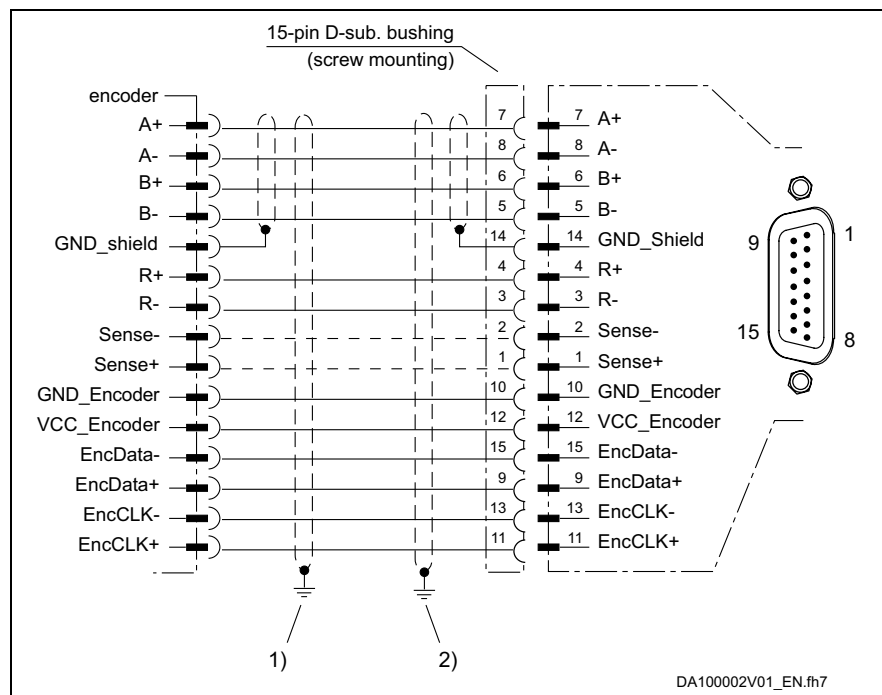 15-pin D-sub. bushing
(screw mounting)
encoder
A+ 7 7 A+
A- 8 8 A-
B+ 6 6 B+
B- 5 5 B-
GND_shield 14 14 GND_Shield
R+ 4 4 R+
R- 3 3 R-
Sense- 2 2 Sense-
Sense+ 1 1 Sense+
GND_Encoder 10 10 GND_Encoder
VCC_Encoder 12 12 VCC_Encoder
EncData- 15 15 EncData-
EncData+ 9 9 EncData+
EncCLK- 13 13 EncCLK-
EncCLK+ 11 11 EncCLK+
9 1
15 8
1) 2)
DA100002V01_EN.fh7